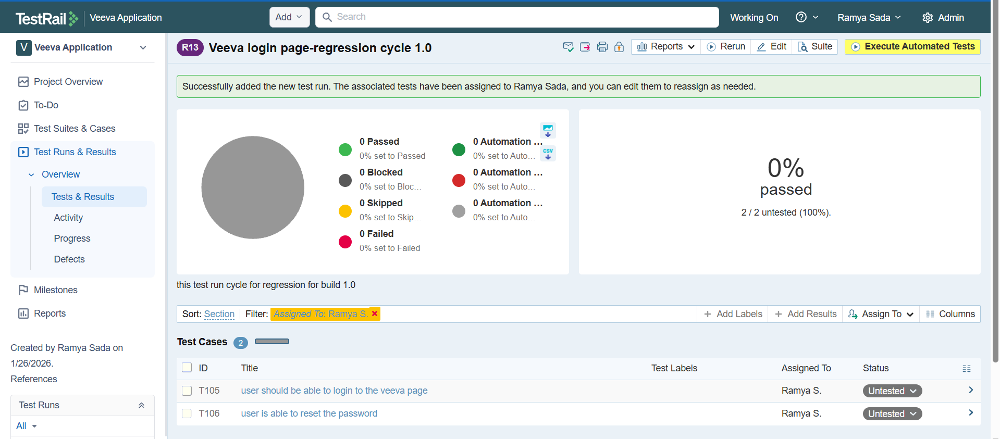 TestRail Veeva Application Add Search Working On Ramya Sada Admin
V Veeva Application
Project Overview
To-Do
Test Suites & Cases
Test Runs & Results
Overview
Tests & Results
Activity
Progress
Defects
Milestones
Reports
Created by Ramya Sada on
1/26/2026.
References
Test Runs
All
R13 Veeva login page-regression cycle 1.0
Reports Rerun Edit Suite Execute Automated Tests
Successfully added the new test run. The associated tests have been assigned to Ramya Sada, and you can edit them to reassign as needed.
0 Passed
0% set to Passed
0 Blocked
0% set to Bloc...
0 Skipped
0% set to Skip...
0 Failed
0% set to Failed
0 Automation ...
0% set to Auto...
0 Automation ...
0% set to Auto...
0 Automation ...
0% set to Auto...
CSV
0%
passed
2 / 2 untested (100%).
this test run cycle for regression for build 1.0
Sort: Section Filter: Assigned To: Ramya S. Add Labels Add Results Assign To Columns
Test Cases 2
ID Title Test Labels Assigned To Status
T105 user should be able to login to the veeva page Ramya S. Untested
T106 user is able to reset the password Ramya S. Untested